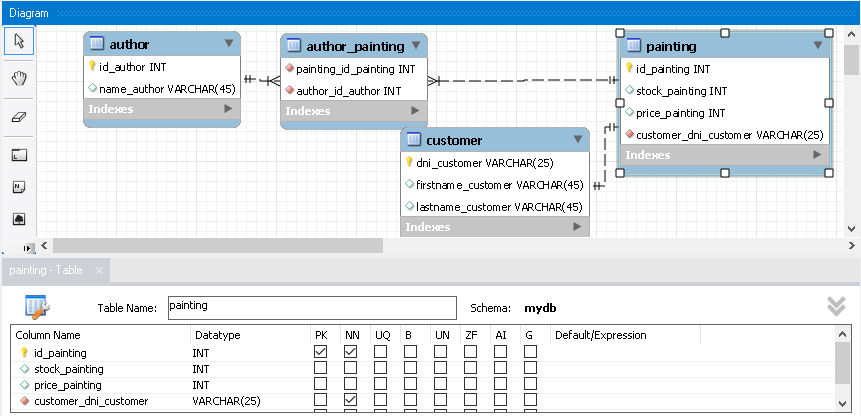 Diagram
author
id_author INT
name_author VARCHAR(45)
Indexes
author_painting
painting_id_painting INT
author_id_author INT
Indexes
customer
dni_customer VARCHAR(25)
firstname_customer VARCHAR(45)
lastname_customer VARCHAR(45)
Indexes
painting
id_painting INT
stock_painting INT
price_painting INT
customer_dni_customer VARCHAR(25)
Indexes
painting - Table
Table Name: painting Schema: mydb
Column Name Datatype PK NN UQ B UN ZF AI G Default/Expression
id_painting INT
stock_painting INT
price_painting INT
customer_dni_customer VARCHAR(25)